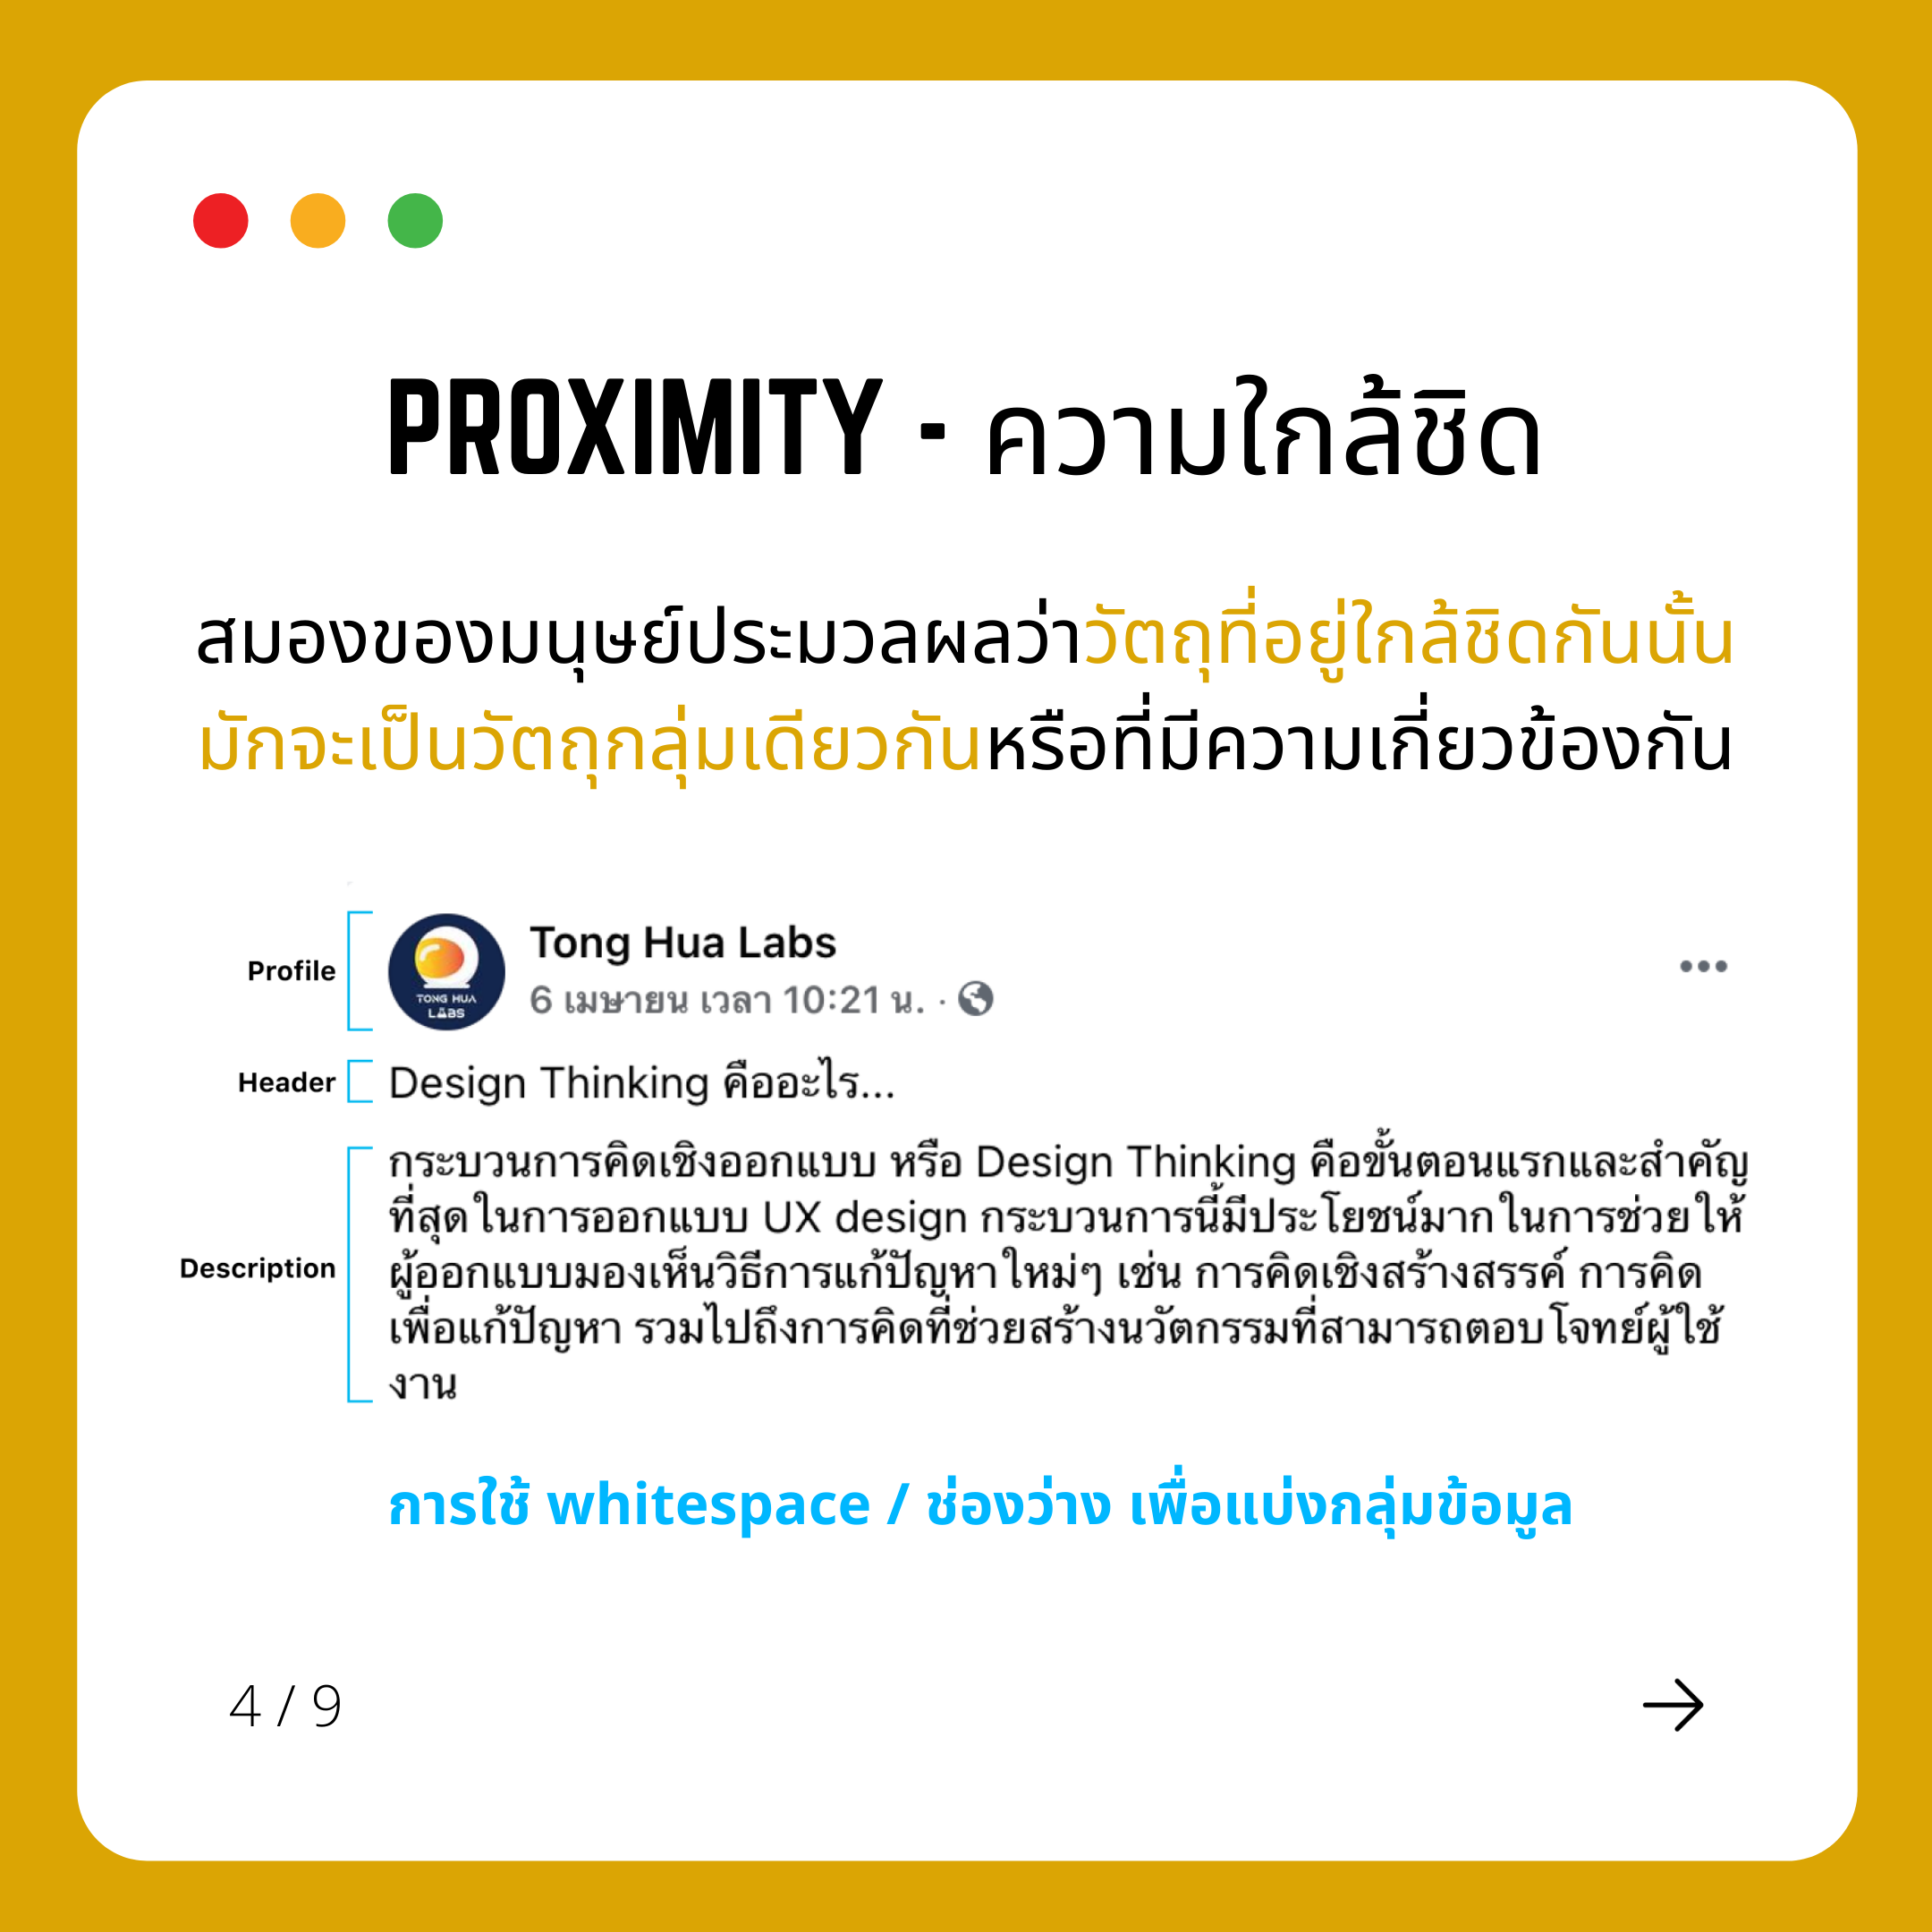 PROXIMITY - ความใกล้ชิด
สมองของมนุษย์ประมวลผลว่าวัตถุที่อยู่ใกล้ชิดกันนั้น
มักจะเป็นวัตถุกลุ่มเดียวกันหรือที่มีความเกี่ยวข้องกัน
Profile
TONG HUA
LABS
Tong Hua Labs
6 เมษายน เวลา 10:21 น. ·
Header
Design Thinking คืออะไร...
Description
กระบวนการคิดเชิงออกแบบ หรือ Design Thinking คือขั้นตอนแรกและสำคัญ
ที่สุดในการออกแบบ UX design กระบวนการนี้มีประโยชน์มากในการช่วยให้
ผู้ออกแบบมองเห็นวิธีการแก้ปัญหาใหม่ๆ เช่น การคิดเชิงสร้างสรรค์ การคิด
เพื่อแก้ปัญหา รวมไปถึงการคิดที่ช่วยสร้างนวัตกรรมที่สามารถตอบโจทย์ผู้ใช้
งาน
การใช้ whitespace / ช่องว่าง เพื่อแบ่งกลุ่มข้อมูล
4 / 9